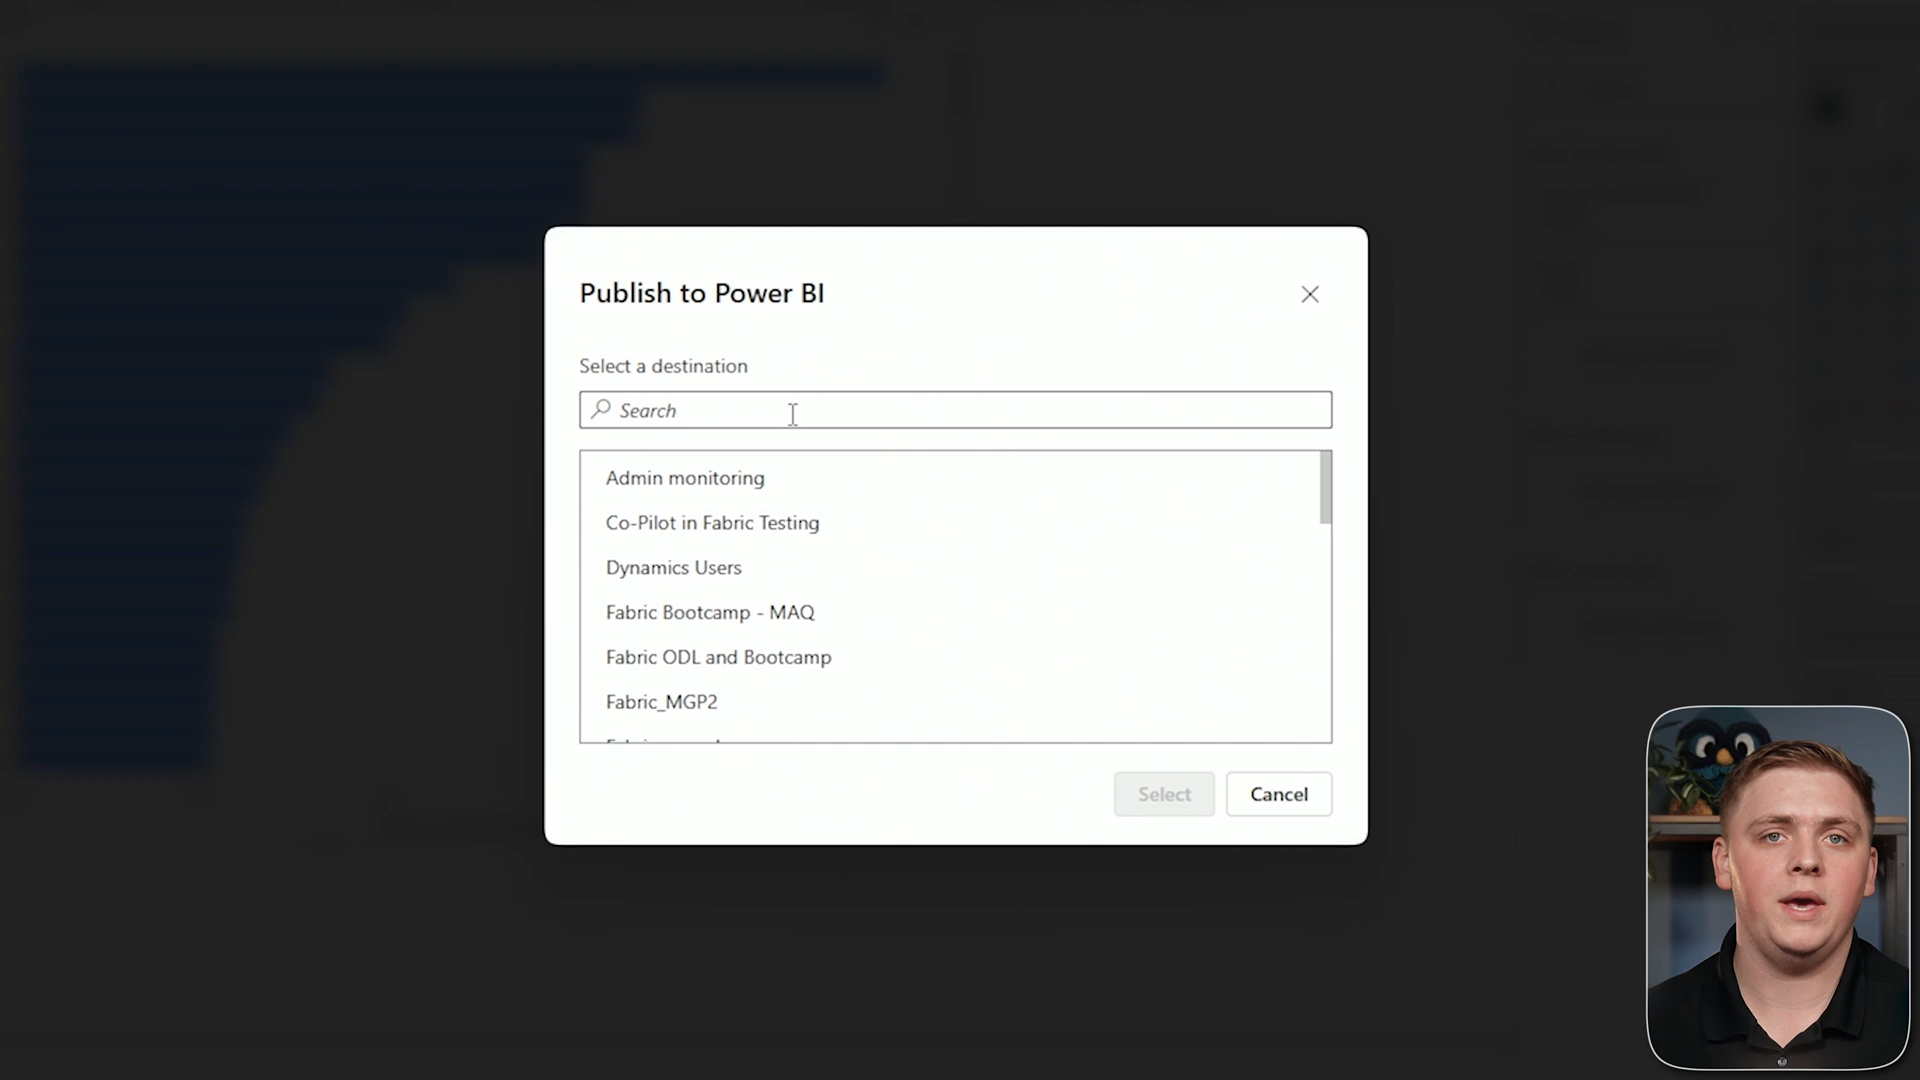 Publish to Power BI
Select a destination
Search
Admin monitoring
Co-Pilot in Fabric Testing
Dynamics Users
Fabric Bootcamp - MAQ
Fabric ODL and Bootcamp
Fabric_MGP2
Select
Cancel